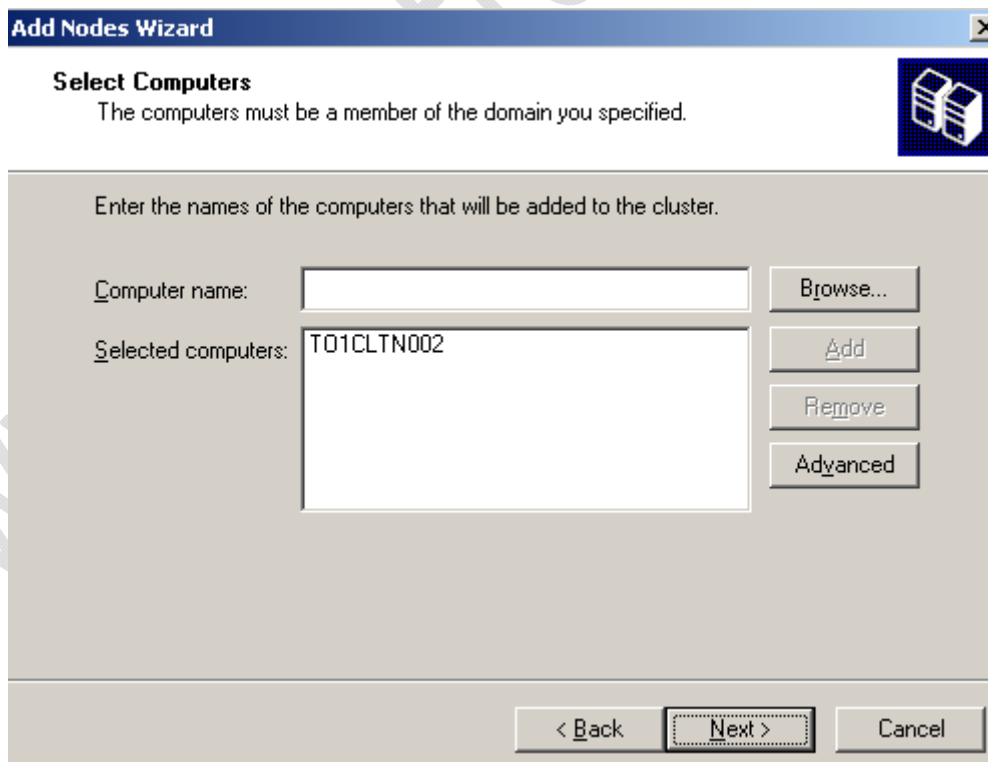 Add Nodes Wizard
Select Computers
The computers must be a member of the domain you specified.
Enter the names of the computers that will be added to the cluster.
Computer name:
Browse...
Selected computers:
TO1CLTN002
Add
Remove
Advanced
< Back
Next >
Cancel